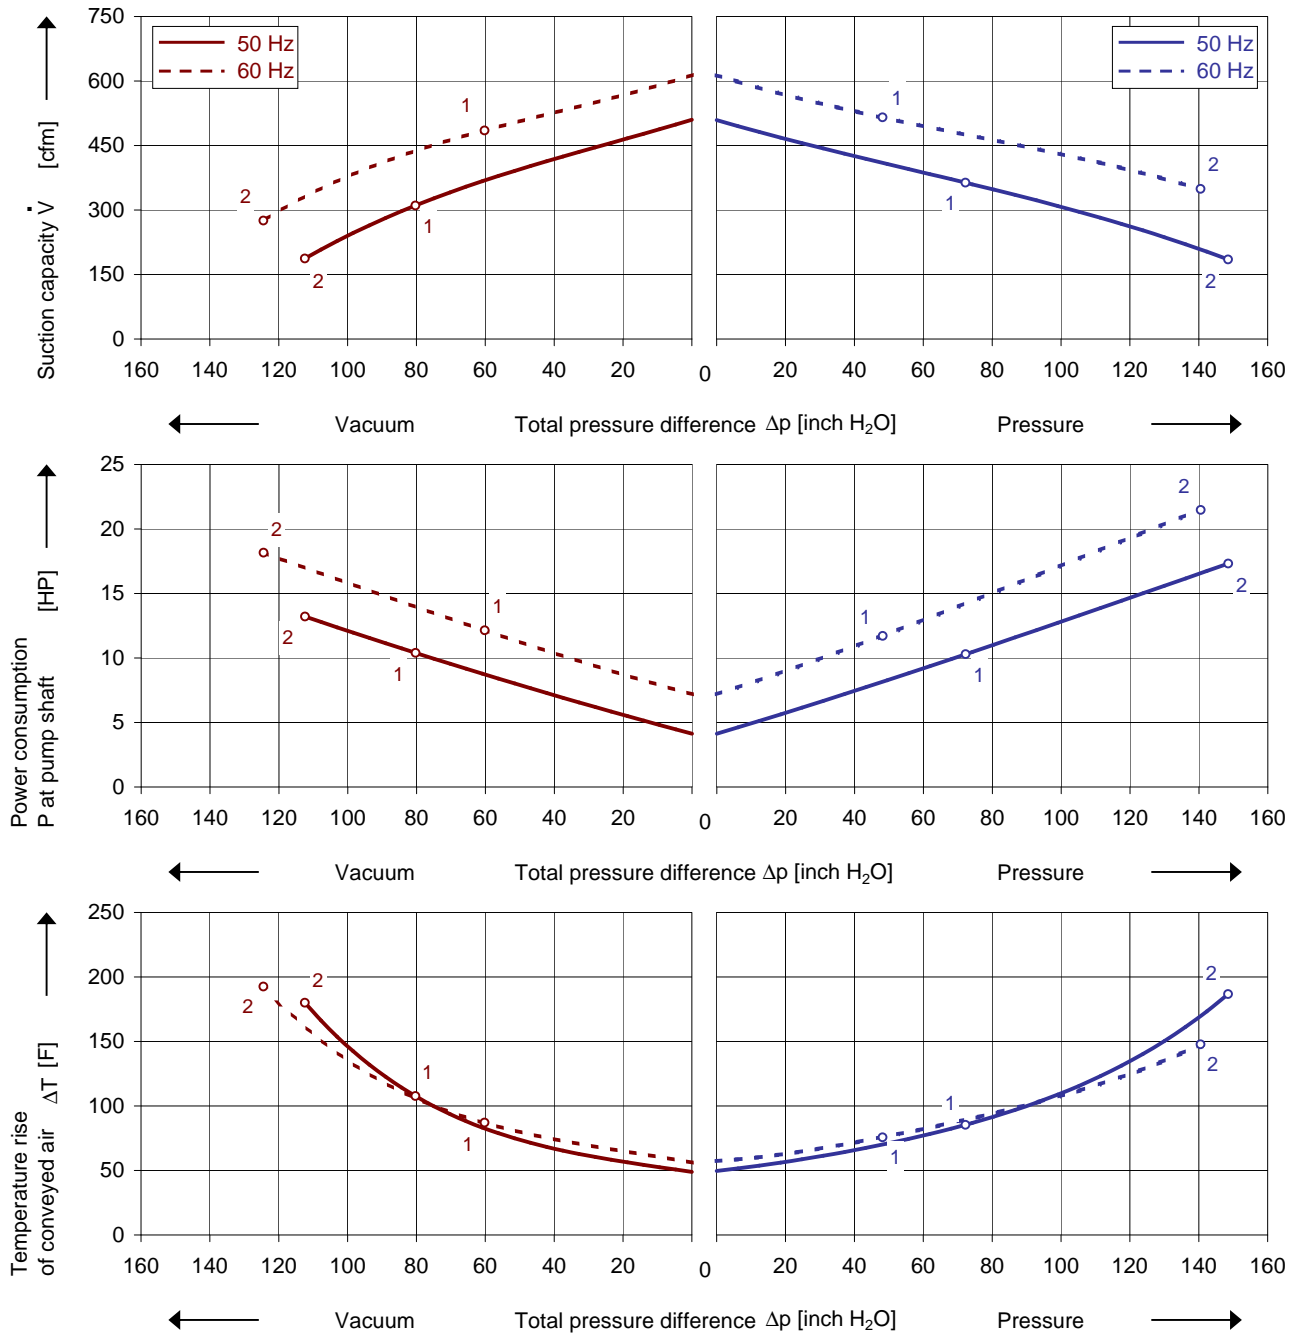 Suction capacity V̇ [cfm]
750
600
450
300
150
0
50 Hz
60 Hz
1
2
1
2
50 Hz
60 Hz
1
2
1
2
160 140 120 100 80 60 40 20 0 20 40 60 80 100 120 140 160
Vacuum Total pressure difference Δp [inch H₂O] Pressure
Power consumption
P at pump shaft [HP]
25
20
15
10
5
0
2
1
2
1
2
1
1
2
160 140 120 100 80 60 40 20 0 20 40 60 80 100 120 140 160
Vacuum Total pressure difference Δp [inch H₂O] Pressure
Temperature rise
of conveyed air ΔT [F]
250
200
150
100
50
0
2
2
1
1
2
2
1
1
160 140 120 100 80 60 40 20 0 20 40 60 80 100 120 140 160
Vacuum Total pressure difference Δp [inch H₂O] Pressure